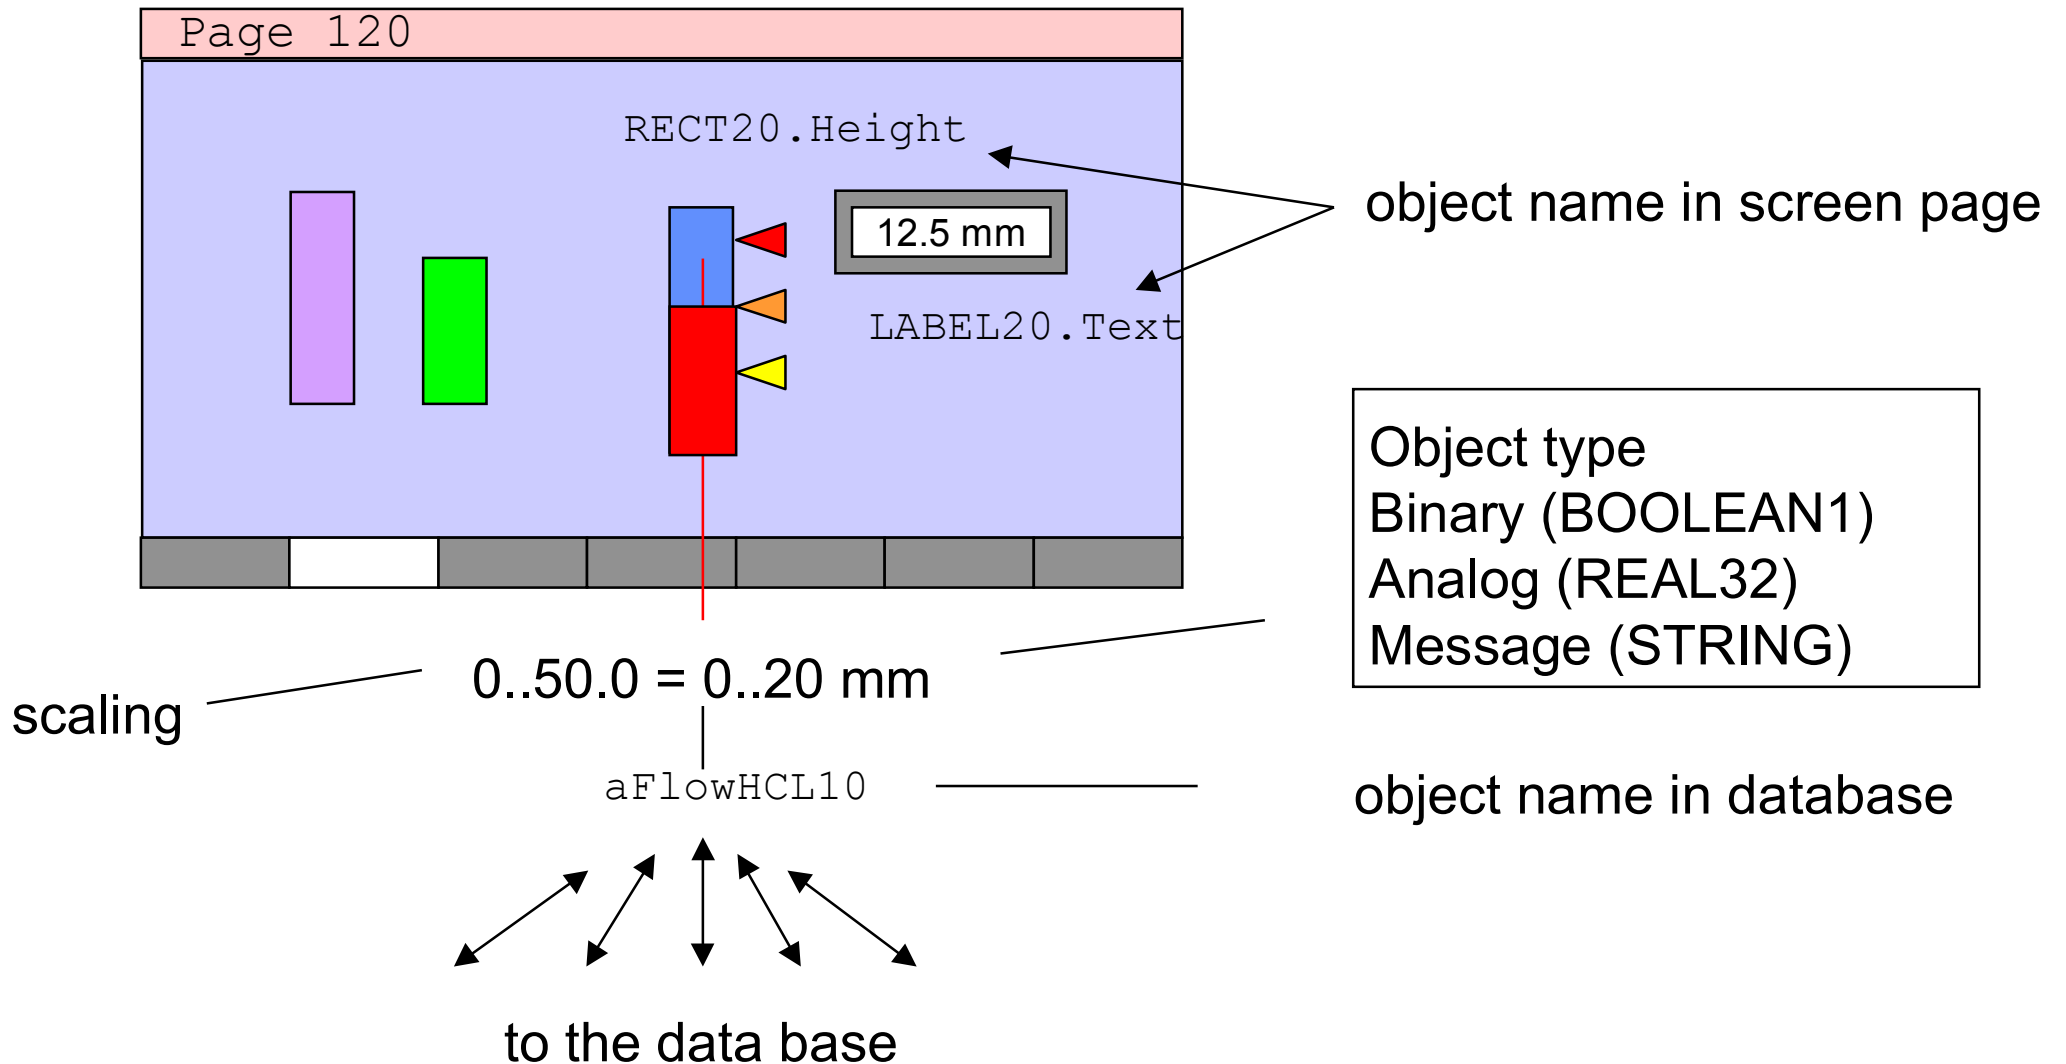 Page 120
RECT20.Height
object name in screen page
12.5 mm
LABEL20.Text
Object type
Binary (BOOLEAN1)
Analog (REAL32)
Message (STRING)
0..50.0 = 0..20 mm
scaling
aFlowHCL10
object name in database
to the data base